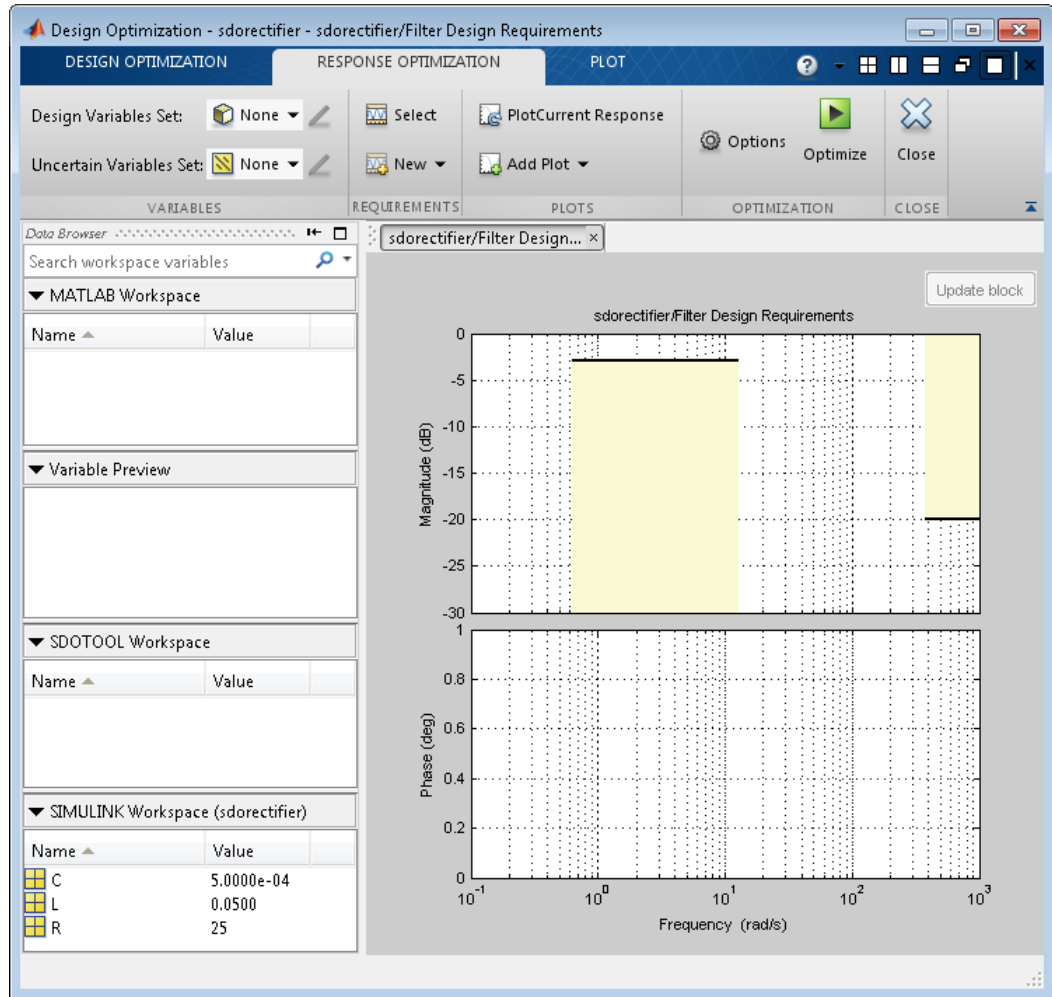 Design Optimization - sdorectifier - sdorectifier/Filter Design Requirements
DESIGN OPTIMIZATION RESPONSE OPTIMIZATION PLOT
Design Variables Set: None
Uncertain Variables Set: None
VARIABLES
Select
New
REQUIREMENTS
PlotCurrent Response
Add Plot
PLOTS
Options
Optimize
OPTIMIZATION
Close
CLOSE
Data Browser
Search workspace variables
MATLAB Workspace
Name Value
Variable Preview
SDOTOOL Workspace
Name Value
SIMULINK Workspace (sdorectifier)
Name Value
C 5.0000e-04
L 0.0500
R 25
sdorectifier/Filter Design...
Update block
sdorectifier/Filter Design Requirements
Magnitude (dB)
0
-5
-10
-15
-20
-25
-30
Phase (deg)
1
0.8
0.6
0.4
0.2
0
10^-1 10^0 10^1 10^2 10^3
Frequency (rad/s)